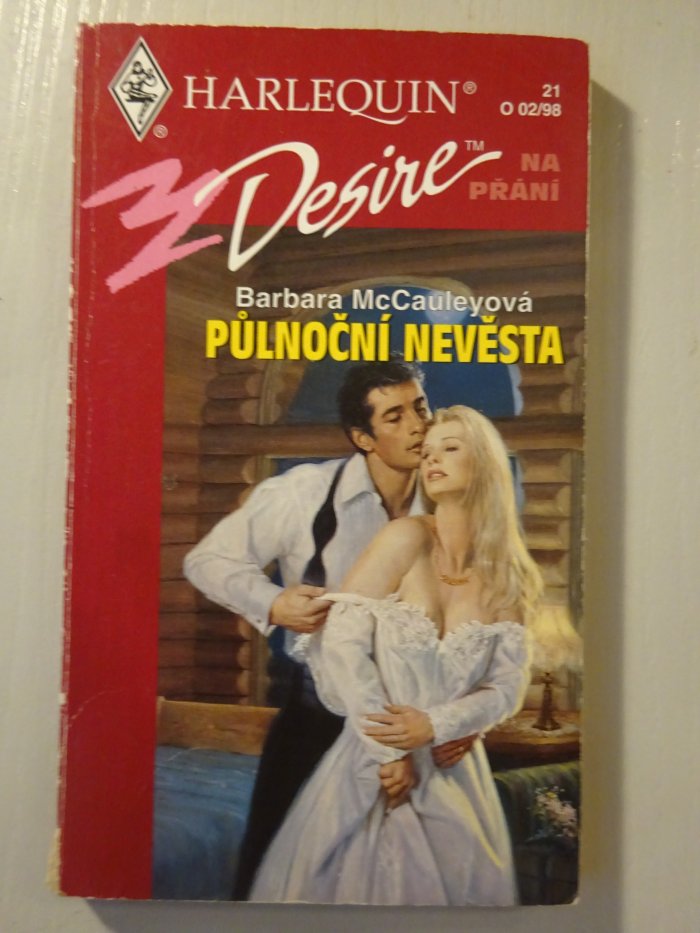 HARLEQUIN®
21
O 02/98
®
Desire™
NA
PŘÁNÍ
Barbara McCauleyová
PŮLNOČNÍ NEVĚSTA